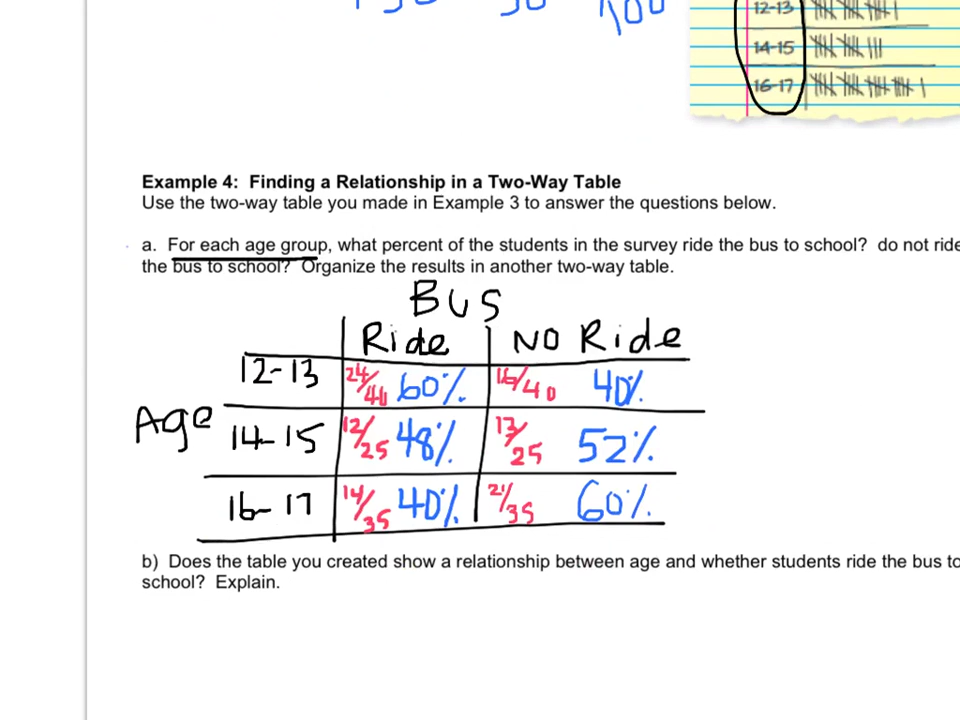 100
12-13
14-15
16-17
Example 4: Finding a Relationship in a Two-Way Table
Use the two-way table you made in Example 3 to answer the questions below.
a. For each age group, what percent of the students in the survey ride the bus to school? do not ride
the bus to school? Organize the results in another two-way table.
Bus
Ride NO Ride
12-13 24/40 60% 16/40 40%
Age 14-15 12/25 48% 13/25 52%
16-17 14/35 40% 21/35 60%
b) Does the table you created show a relationship between age and whether students ride the bus to
school? Explain.